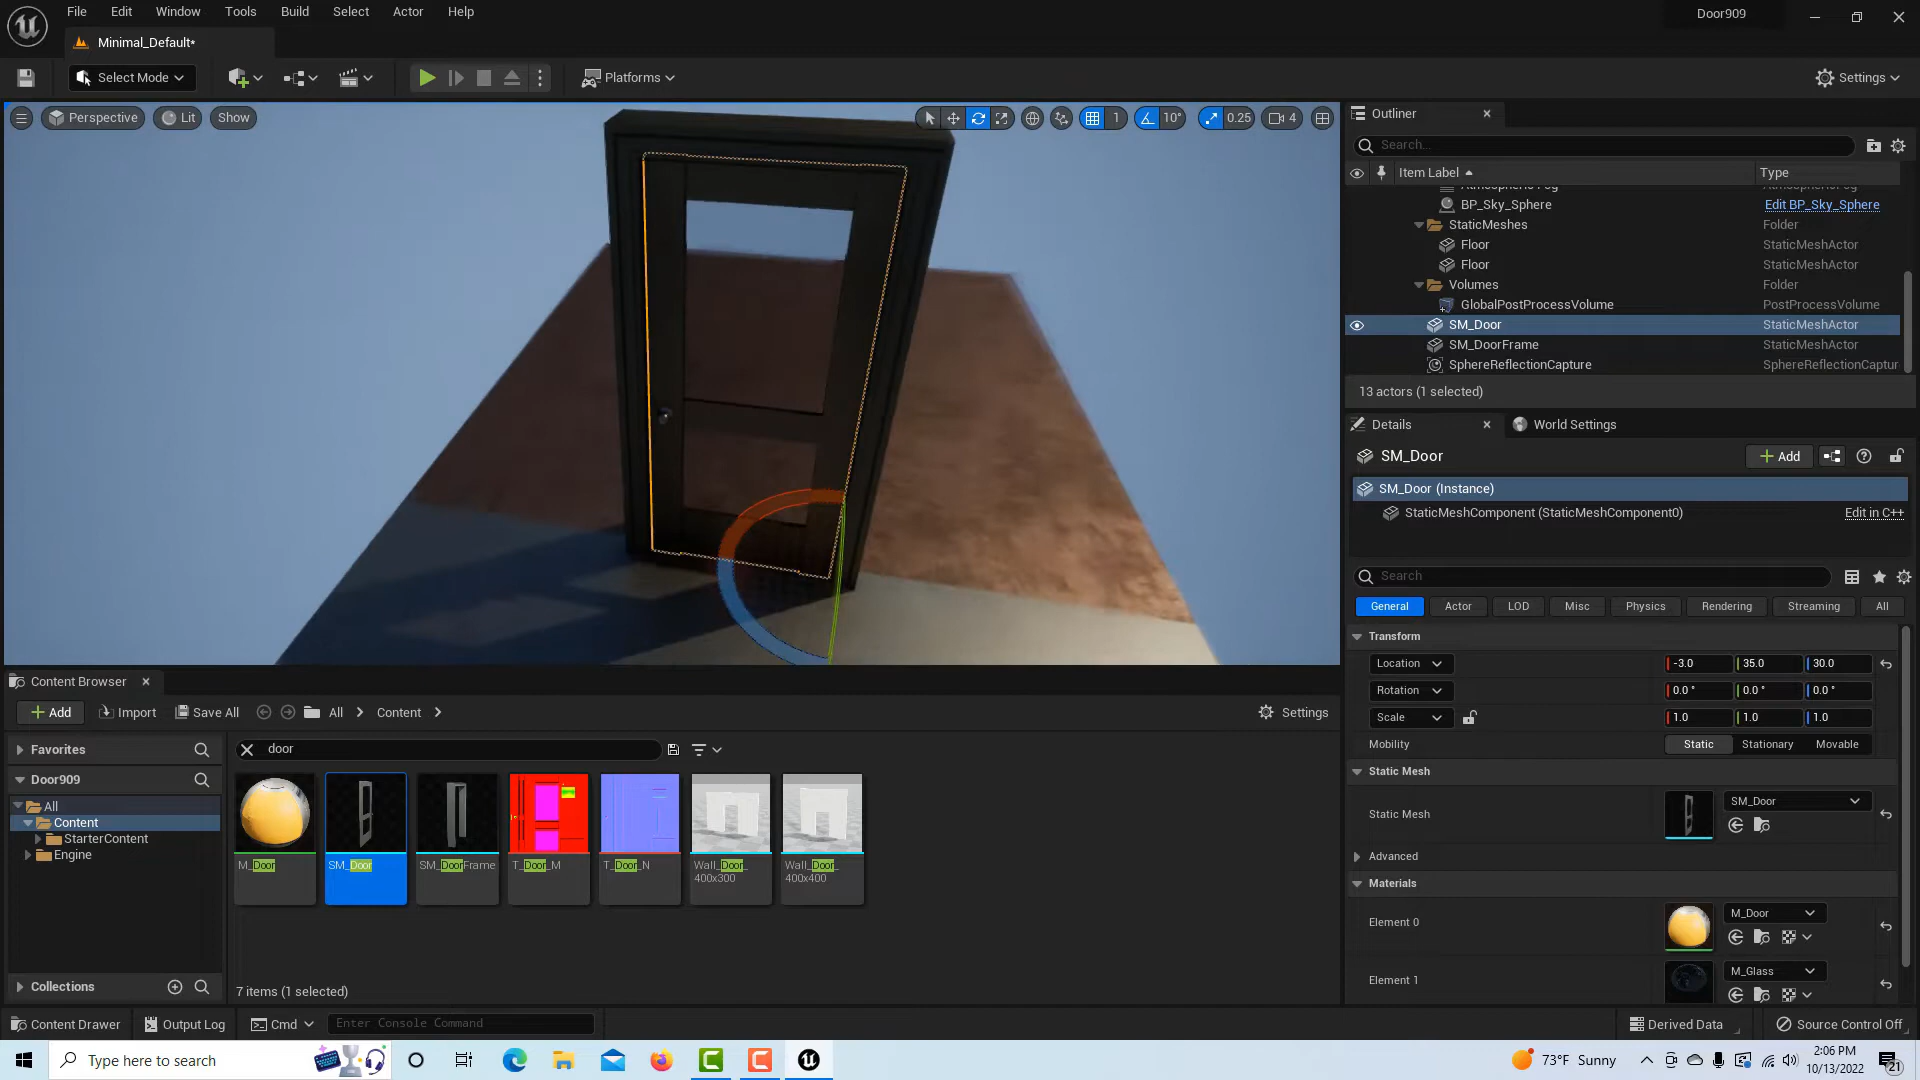 File Edit Window Tools Build Select Actor Help
Door909
Minimal_Default*
Select Mode
Platforms
Settings
Perspective Lit Show
1 10° 0.25 4
Outliner
Search...
Item Label Type
BP_Sky_Sphere Edit BP_Sky_Sphere
StaticMeshes Folder
Floor StaticMeshActor
Floor StaticMeshActor
Volumes Folder
GlobalPostProcessVolume PostProcessVolume
SM_Door StaticMeshActor
SM_DoorFrame StaticMeshActor
SphereReflectionCapture SphereReflectionCaptur
13 actors (1 selected)
Details World Settings
SM_Door
Add
SM_Door (Instance)
StaticMeshComponent (StaticMeshComponent0) Edit in C++
Search
General Actor LOD Misc Physics Rendering Streaming All
Transform
Location -3.0 35.0 30.0
Rotation 0.0 ° 0.0 ° 0.0 °
Scale 1.0 1.0 1.0
Mobility Static Stationary Movable
Static Mesh
Static Mesh SM_Door
Advanced
Materials
Element 0 M_Door
Element 1 M_Glass
Content Browser
Add Import Save All All Content Settings
Favorites
door
Door909
All
Content
StarterContent
Engine
M_Door
SM_Door
SM_DoorFrame
T_Door_M
T_Door_N
Wall_Door_
400x300
Wall_Door_
400x400
Collections
7 items (1 selected)
Content Drawer Output Log Cmd Enter Console Command Derived Data Source Control Off
Type here to search
73°F Sunny
2:06 PM
10/13/2022
21